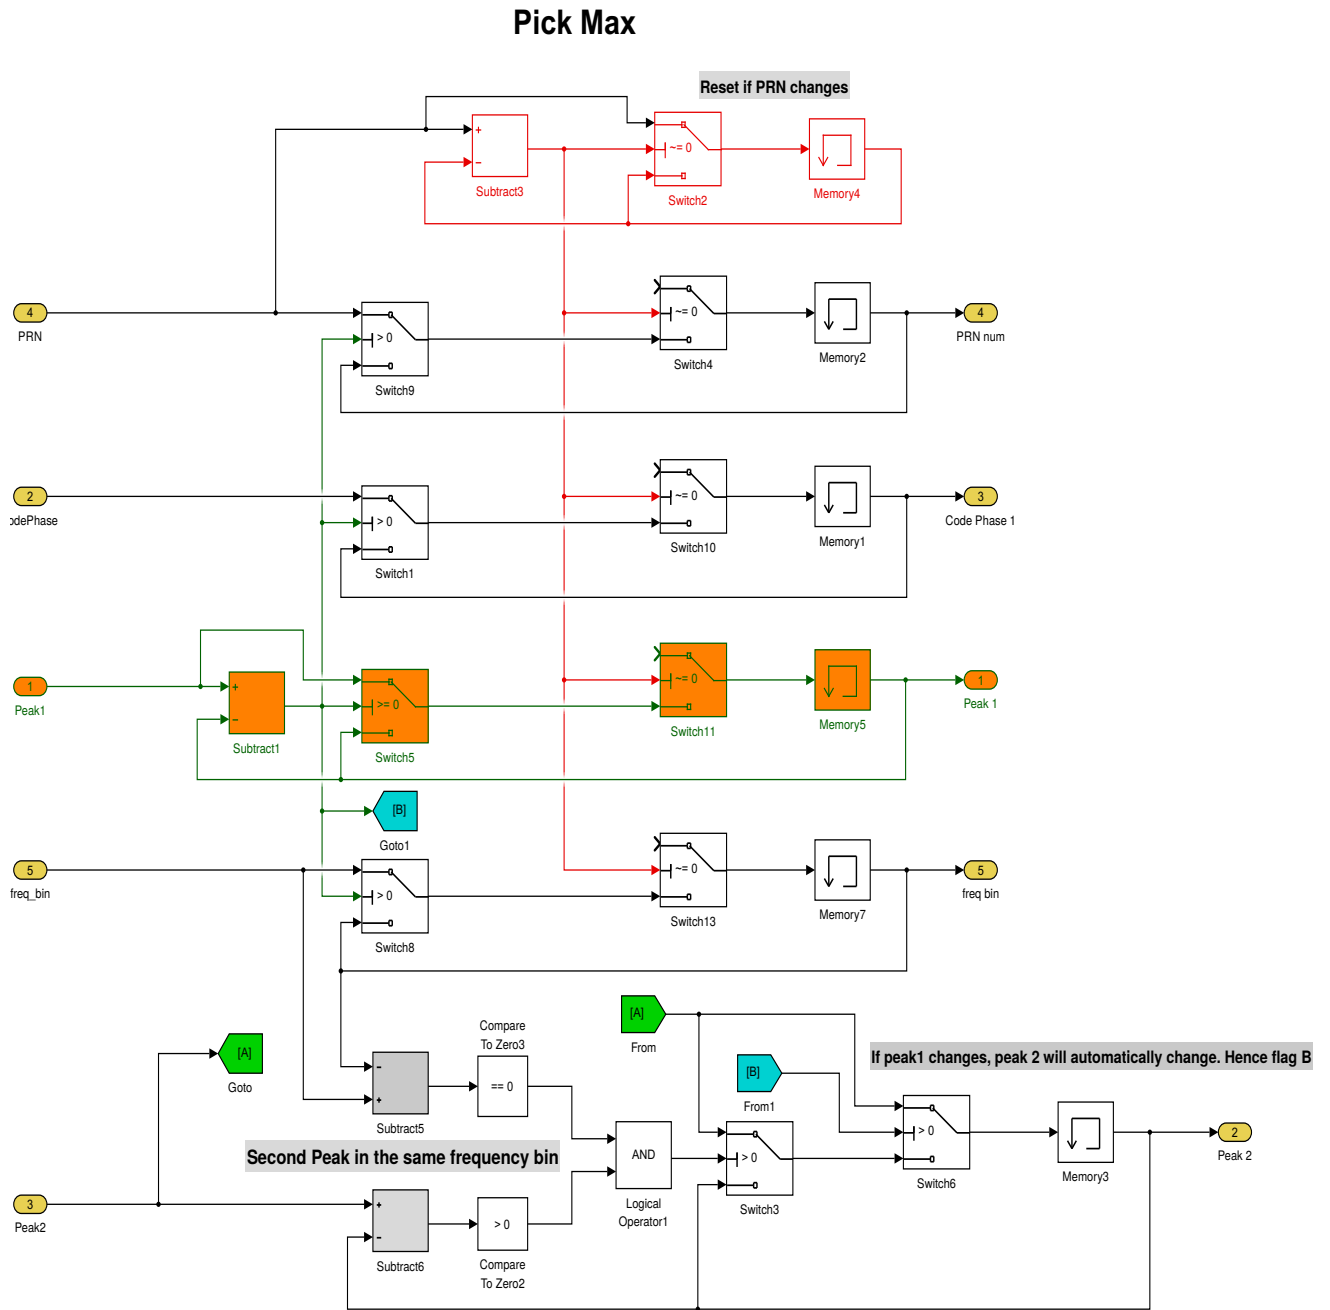 Pick Max
Reset if PRN changes
+
−
Subtract3
~= 0
Switch2
Memory4
4
PRN
> 0
Switch9
~= 0
Switch4
Memory2
4
PRN num
2
odePhase
> 0
Switch1
~= 0
Switch10
Memory1
3
Code Phase 1
1
Peak1
+
−
Subtract1
>= 0
Switch5
~= 0
Switch11
Memory5
1
Peak 1
[B]
Goto1
5
freq_bin
> 0
Switch8
~= 0
Switch13
Memory7
5
freq bin
[A]
Goto
−
+
Subtract5
Compare
To Zero3
== 0
[A]
From
[B]
From1
If peak1 changes, peak 2 will automatically change. Hence flag B
Second Peak in the same frequency bin
AND
Logical
Operator1
> 0
Switch3
> 0
Switch6
Memory3
2
Peak 2
3
Peak2
+
−
Subtract6
> 0
Compare
To Zero2